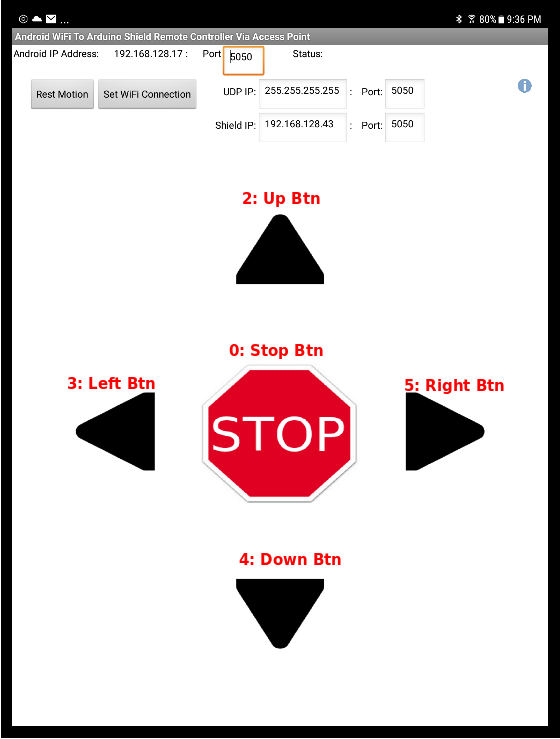 ... 80% 9:36 PM
Android WiFi To Arduino Shield Remote Controller Via Access Point
Android IP Address: 192.168.128.17 : Port 5050 Status:
Rest Motion Set WiFi Connection UDP IP: 255.255.255.255 : Port: 5050
Shield IP: 192.168.128.43 : Port: 5050
2: Up Btn
0: Stop Btn
3: Left Btn
5: Right Btn
STOP
4: Down Btn